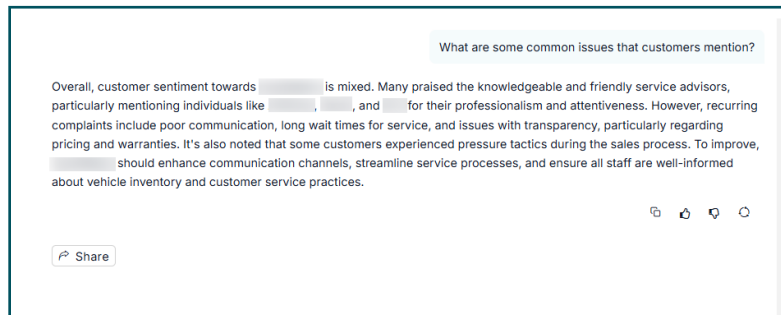 What are some common issues that customers mention?
Overall, customer sentiment towards is mixed. Many praised the knowledgeable and friendly service advisors,
particularly mentioning individuals like , , and for their professionalism and attentiveness. However, recurring
complaints include poor communication, long wait times for service, and issues with transparency, particularly regarding
pricing and warranties. It's also noted that some customers experienced pressure tactics during the sales process. To improve,
should enhance communication channels, streamline service processes, and ensure all staff are well-informed
about vehicle inventory and customer service practices.
Share